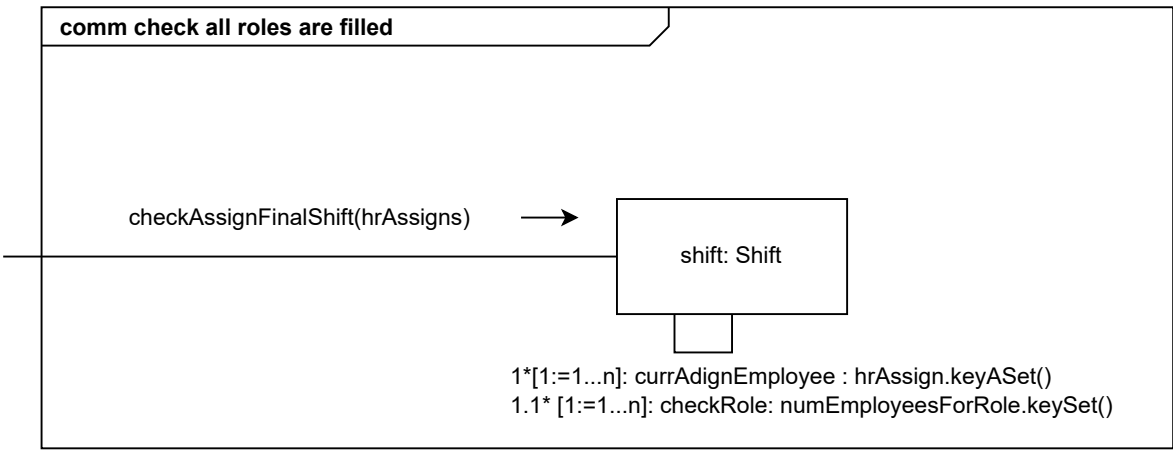 comm check all roles are filled
checkAssignFinalShift(hrAssigns)
shift: Shift
1*[1:=1...n]: currAdignEmployee : hrAssign.keyASet()
1.1* [1:=1...n]: checkRole: numEmployeesForRole.keySet()